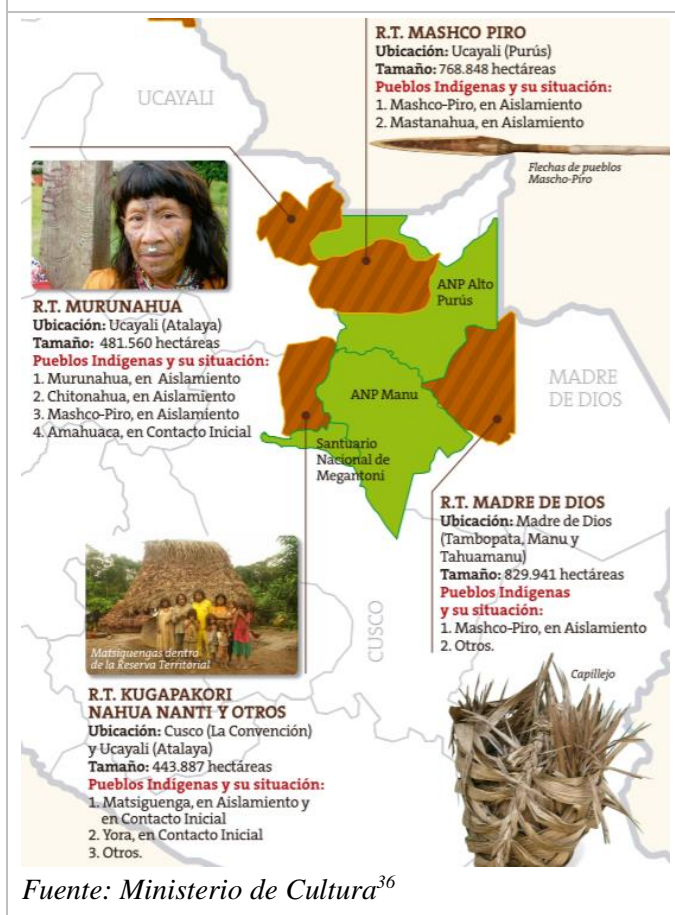 R.T. MASHCO PIRO
Ubicación: Ucayali (Purús)
Tamaño: 768.848 hectáreas
Pueblos Indígenas y su situación:
1. Mashco-Piro, en Aislamiento
2. Mastanahua, en Aislamiento
Flechas de pueblos
Mascho-Piro
UCAYALI
R.T. MURUNAHUA
Ubicación: Ucayali (Atalaya)
Tamaño: 481.560 hectáreas
Pueblos Indígenas y su situación:
1. Murunahua, en Aislamiento
2. Chitonahua, en Aislamiento
3. Mashco-Piro, en Aislamiento
4. Amahuaca, en Contacto Inicial
ANP Alto
Purús
ANP Manu
MADRE
DE DIOS
Santuario
Nacional de
Megantoni
R.T. MADRE DE DIOS
Ubicación: Madre de Dios
(Tambopata, Manu y
Tahuamanu)
Tamaño: 829.941 hectáreas
Pueblos Indígenas
y su situación:
1. Mashco-Piro, en Aislamiento
2. Otros.
CUSCO
Matsiguengas dentro
de la Reserva Territorial
Capillejo
R.T. KUGAPAKORI
NAHUA NANTI Y OTROS
Ubicación: Cusco (La Convención)
y Ucayali (Atalaya)
Tamaño: 443.887 hectáreas
Pueblos Indígenas y su situación:
1. Matsiguenga, en Aislamiento y
en Contacto Inicial
2. Yora, en Contacto Inicial
3. Otros.
Fuente: Ministerio de Cultura³⁶